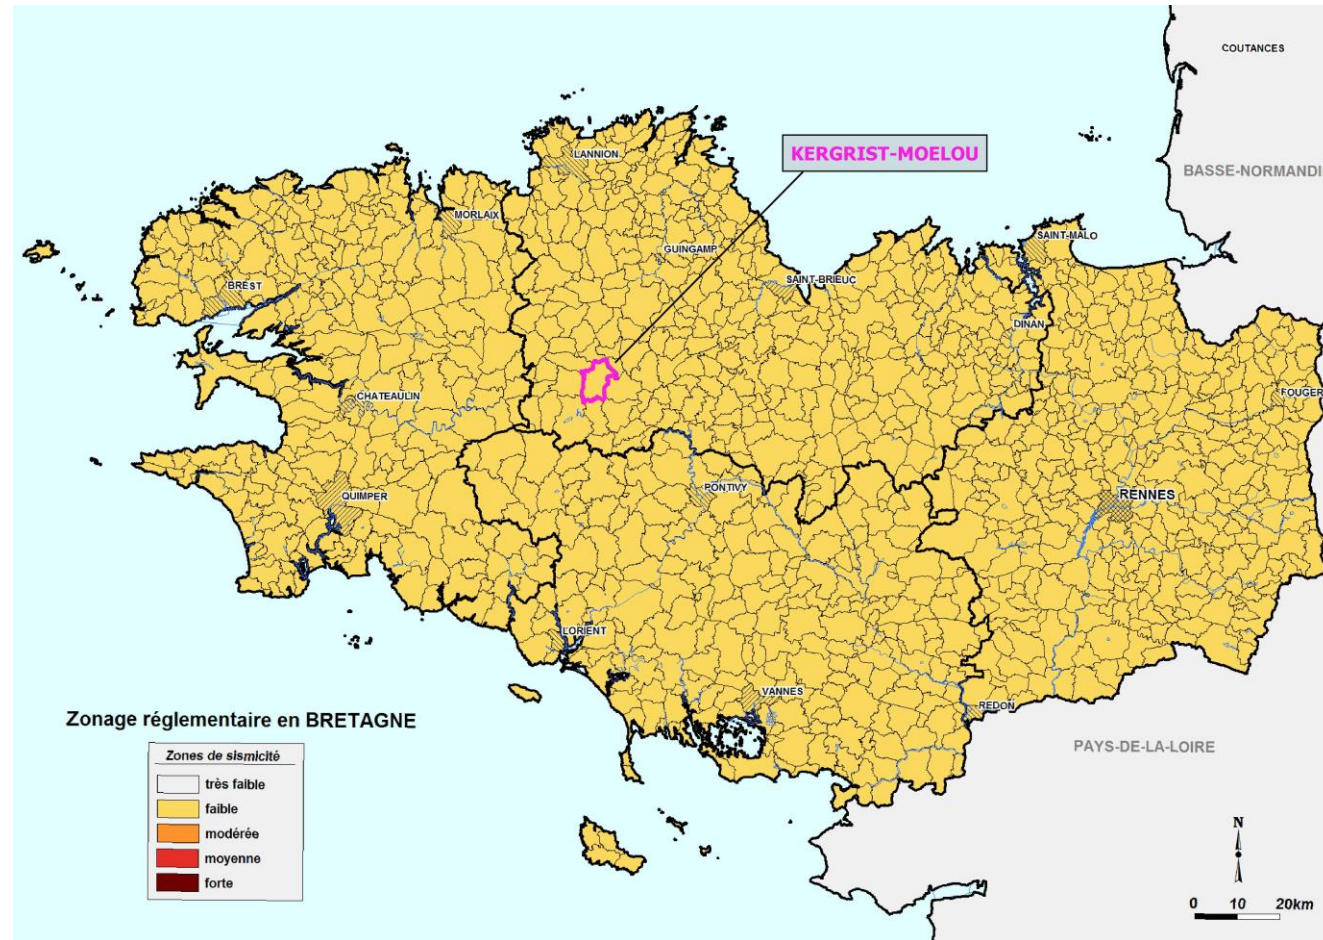 COUTANCES
KERGRIST-MOELOU
BASSE-NORMANDI
LANNION
MORLAIX
SAINT-MALO
GUINGAMP
SAINT-BRIEUC
BREST
DINAN
CHATEAULIN
FOUGER
QUIMPER
PONTIVY
RENNES
LORIENT
VANNES
REDON
Zonage réglementaire en BRETAGNE
PAYS-DE-LA-LOIRE
Zones de sismicité
très faible
faible
modérée
moyenne
forte
N
0 10 20km